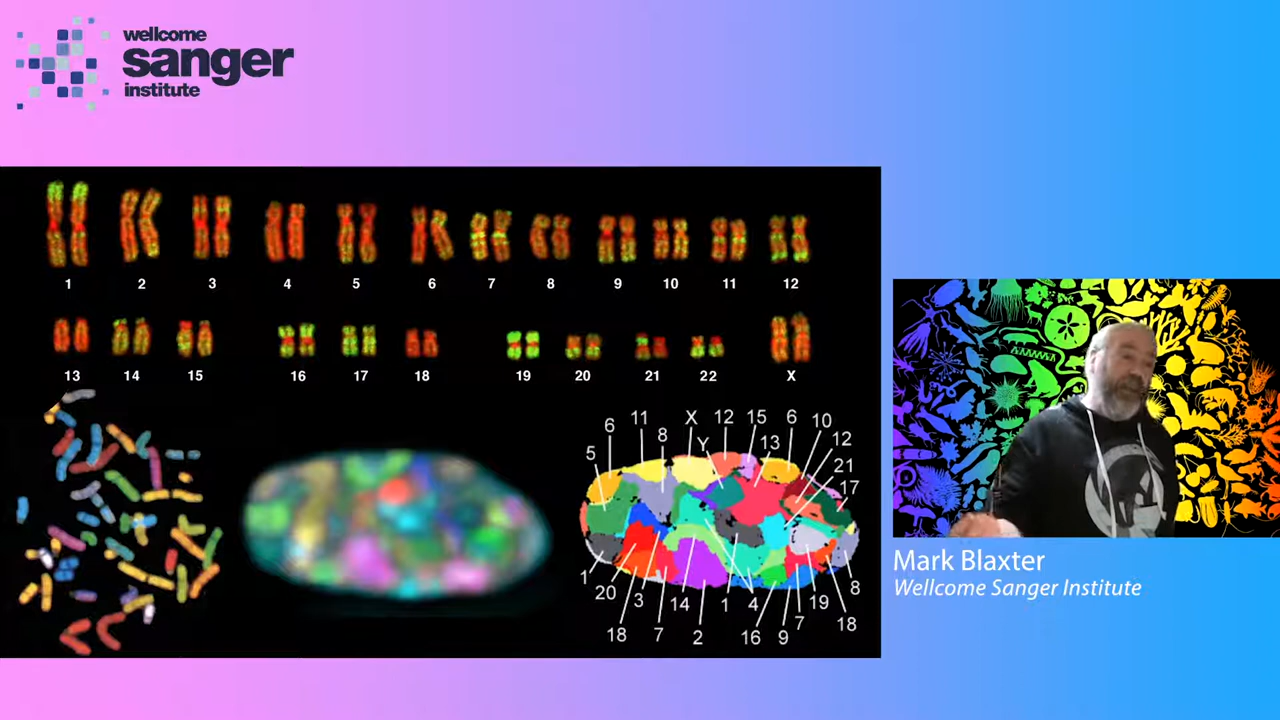 wellcome
sanger
institute
1 2 3 4 5 6 7 8 9 10 11 12
13 14 15 16 17 18 19 20 21 22 X
5 6 11 8 X Y 12 15 13 6 10 12 21 17
1 20 18 3 7 14 2 1 4 16 9 7 19 18 8
Mark Blaxter
Wellcome Sanger Institute